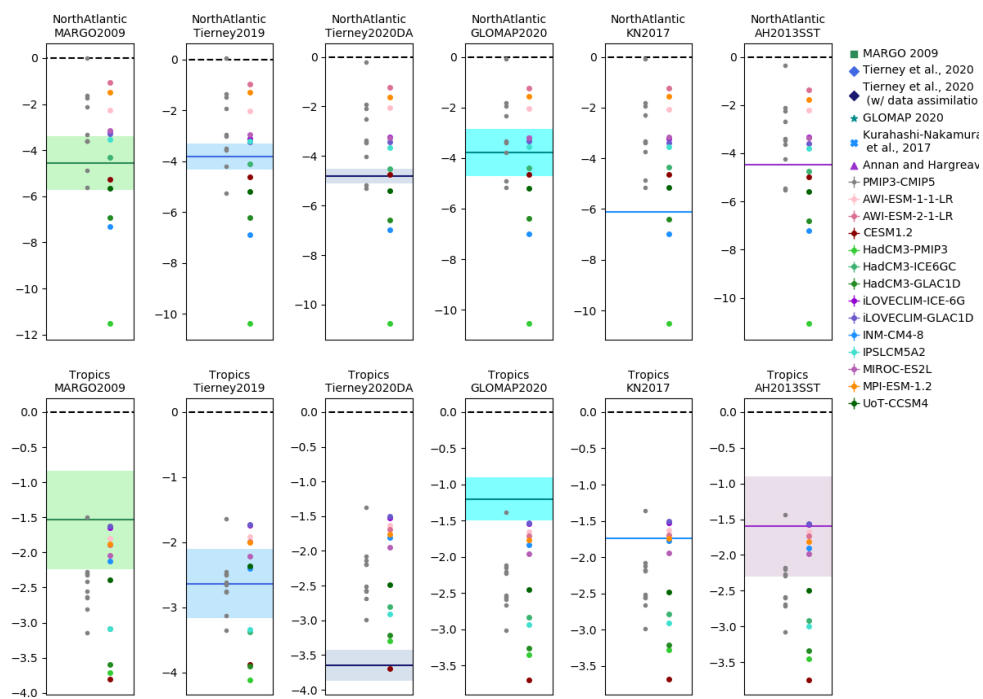 NorthAtlantic
MARGO2009
NorthAtlantic
Tierney2019
NorthAtlantic
Tierney2020DA
NorthAtlantic
GLOMAP2020
NorthAtlantic
KN2017
NorthAtlantic
AH2013SST
0
−2
−4
−6
−8
−10
−12
0
−2
−4
−6
−8
−10
0
−2
−4
−6
−8
−10
0
−2
−4
−6
−8
−10
0
−2
−4
−6
−8
−10
0
−2
−4
−6
−8
−10
MARGO 2009
Tierney et al., 2020
Tierney et al., 2020
(w/ data assimilatio
GLOMAP 2020
Kurahashi-Nakamura
et al., 2017
Annan and Hargreav
PMIP3-CMIP5
AWI-ESM-1-1-LR
AWI-ESM-2-1-LR
CESM1.2
HadCM3-PMIP3
HadCM3-ICE6GC
HadCM3-GLAC1D
iLOVECLIM-ICE-6G
iLOVECLIM-GLAC1D
INM-CM4-8
IPSLCM5A2
MIROC-ES2L
MPI-ESM-1.2
UoT-CCSM4
Tropics
MARGO2009
Tropics
Tierney2019
Tropics
Tierney2020DA
Tropics
GLOMAP2020
Tropics
KN2017
Tropics
AH2013SST
0.0
−0.5
−1.0
−1.5
−2.0
−2.5
−3.0
−3.5
−4.0
0
−1
−2
−3
−4
0.0
−0.5
−1.0
−1.5
−2.0
−2.5
−3.0
−3.5
−4.0
0.0
−0.5
−1.0
−1.5
−2.0
−2.5
−3.0
−3.5
0.0
−0.5
−1.0
−1.5
−2.0
−2.5
−3.0
−3.5
0.0
−0.5
−1.0
−1.5
−2.0
−2.5
−3.0
−3.5